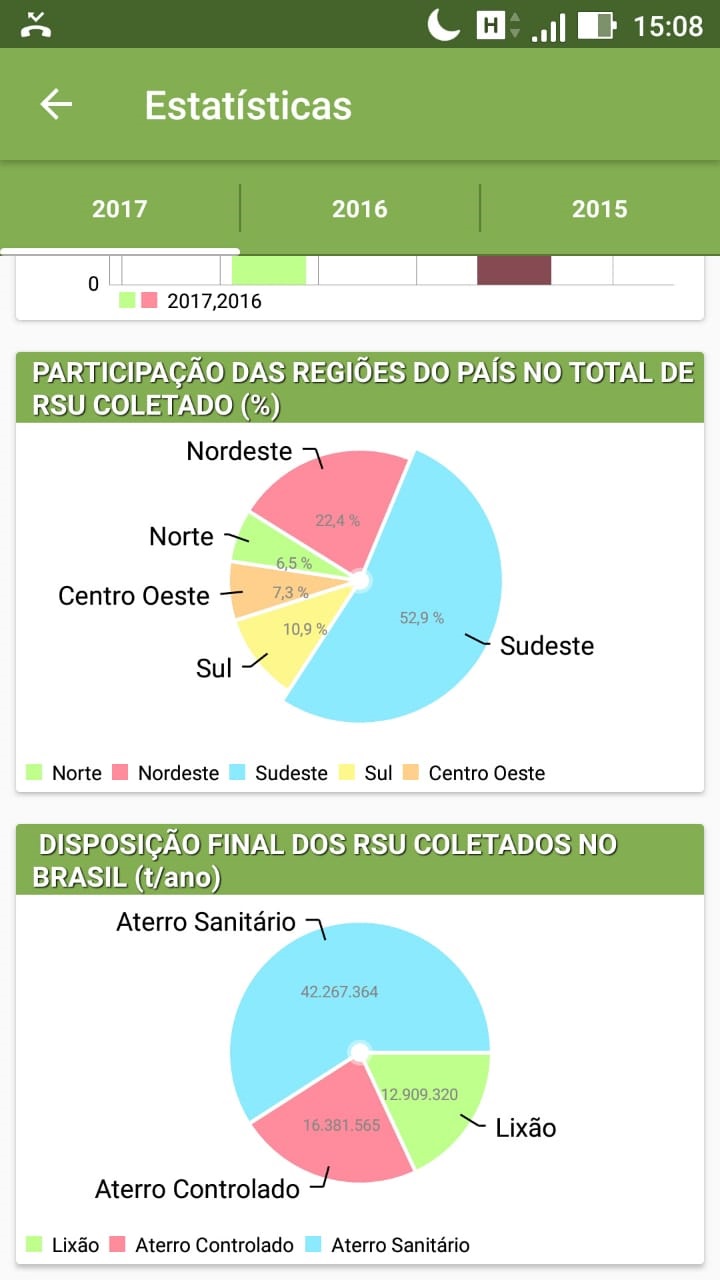 H 15:08
Estatísticas
2017 2016 2015
0
2017,2016
PARTICIPAÇÃO DAS REGIÕES DO PAÍS NO TOTAL DE
RSU COLETADO (%)
Nordeste
22,4 %
Norte
6,5 %
Centro Oeste
7,3 %
10,9 %
52,9 %
Sudeste
Sul
Norte Nordeste Sudeste Sul Centro Oeste
DISPOSIÇÃO FINAL DOS RSU COLETADOS NO
BRASIL (t/ano)
Aterro Sanitário
42.267.364
12.909.320
16.381.565
Lixão
Aterro Controlado
Lixão Aterro Controlado Aterro Sanitário